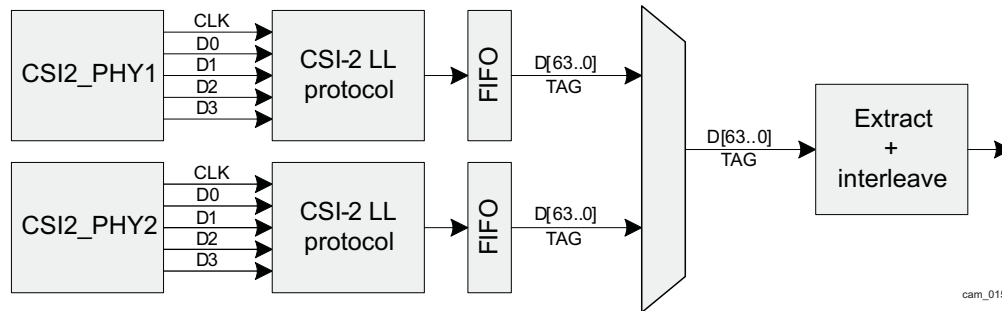 CSI2_PHY1
CLK
D0
D1
D2
D3
CSI-2 LL
protocol
FIFO
D[63..0]
TAG
CSI2_PHY2
CLK
D0
D1
D2
D3
CSI-2 LL
protocol
FIFO
D[63..0]
TAG
D[63..0]
TAG
Extract
+
interleave
cam_015